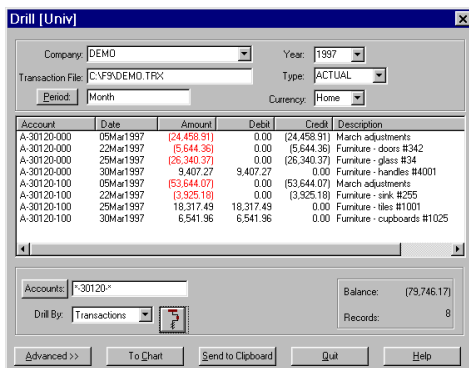 Drill [Univ]
Company: DEMO Year: 1997
Transaction File: C:\F9\DEMO.TRX Type: ACTUAL
Period: Month Currency: Home
Account Date Amount Debit Credit Description
A-30120-000 05Mar1997 (24,458.91) 0.00 (24,458.91) March adjustments
A-30120-000 22Mar1997 (5,644.36) 0.00 (5,644.36) Furniture - doors #342
A-30120-000 25Mar1997 (26,340.37) 0.00 (26,340.37) Furniture - glass #34
A-30120-000 30Mar1997 9,407.27 9,407.27 0.00 Furniture - handles #4001
A-30120-100 05Mar1997 (53,644.07) 0.00 (53,644.07) March adjustments
A-30120-100 22Mar1997 (3,925.18) 0.00 (3,925.18) Furniture - sink #255
A-30120-100 25Mar1997 18,317.49 18,317.49 0.00 Furniture - tiles #1001
A-30120-100 30Mar1997 6,541.96 6,541.96 0.00 Furniture - cupboards #1025
Accounts: *-30120-* Balance: (79,746.17)
Drill By: Transactions Records: 8
Advanced >> To Chart Send to Clipboard Quit Help